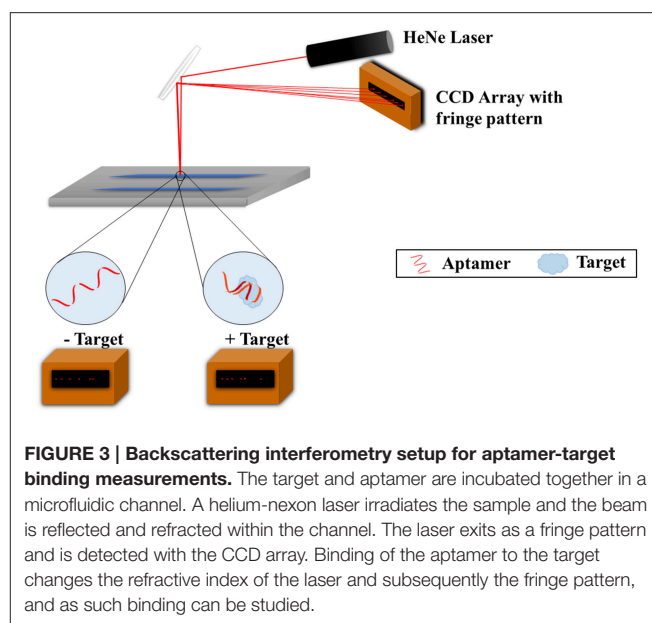 HeNe Laser
CCD Array with
fringe pattern
Aptamer
Target
- Target
+ Target
FIGURE 3 | Backscattering interferometry setup for aptamer-target
binding measurements. The target and aptamer are incubated together in a
microfluidic channel. A helium-nexon laser irradiates the sample and the beam
is reflected and refracted within the channel. The laser exits as a fringe pattern
and is detected with the CCD array. Binding of the aptamer to the target
changes the refractive index of the laser and subsequently the fringe pattern,
and as such binding can be studied.